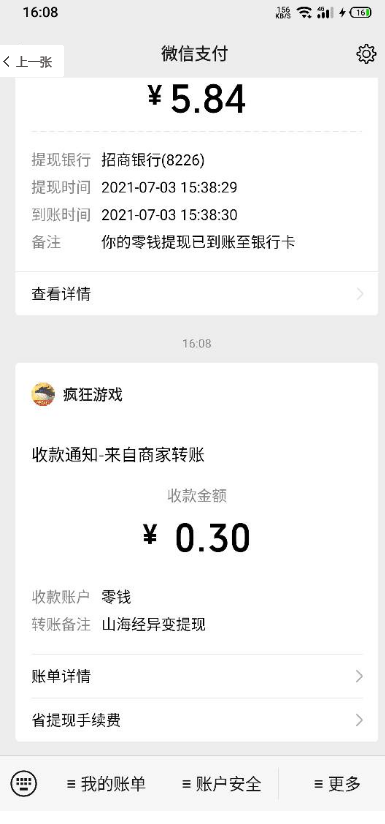 16:08
156 KB/S 4G 16
上一张
微信支付
¥5.84
提现银行 招商银行(8226)
提现时间 2021-07-03 15:38:29
到账时间 2021-07-03 15:38:30
备注 你的零钱提现已到账至银行卡
查看详情
16:08
疯狂游戏
收款通知-来自商家转账
收款金额
¥ 0.30
收款账户 零钱
转账备注 山海经异变提现
账单详情
省提现手续费
我的账单 账户安全 更多